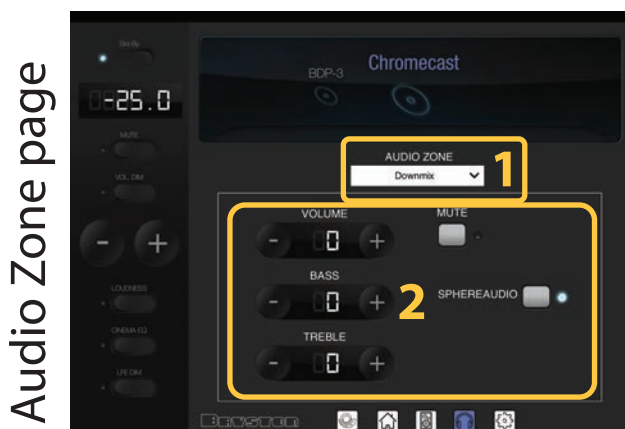 Audio Zone page
Stn By
-25.0
MUTE
VOL. DIM
- +
LOUDNESS
CINEMA EQ
LFE DIM
BDP-3
Chromecast
AUDIO ZONE
Downmix
1
VOLUME
- 0 +
MUTE
BASS
- 0 +
2
SPHEREAUDIO
TREBLE
- 0 +
BRYSTON